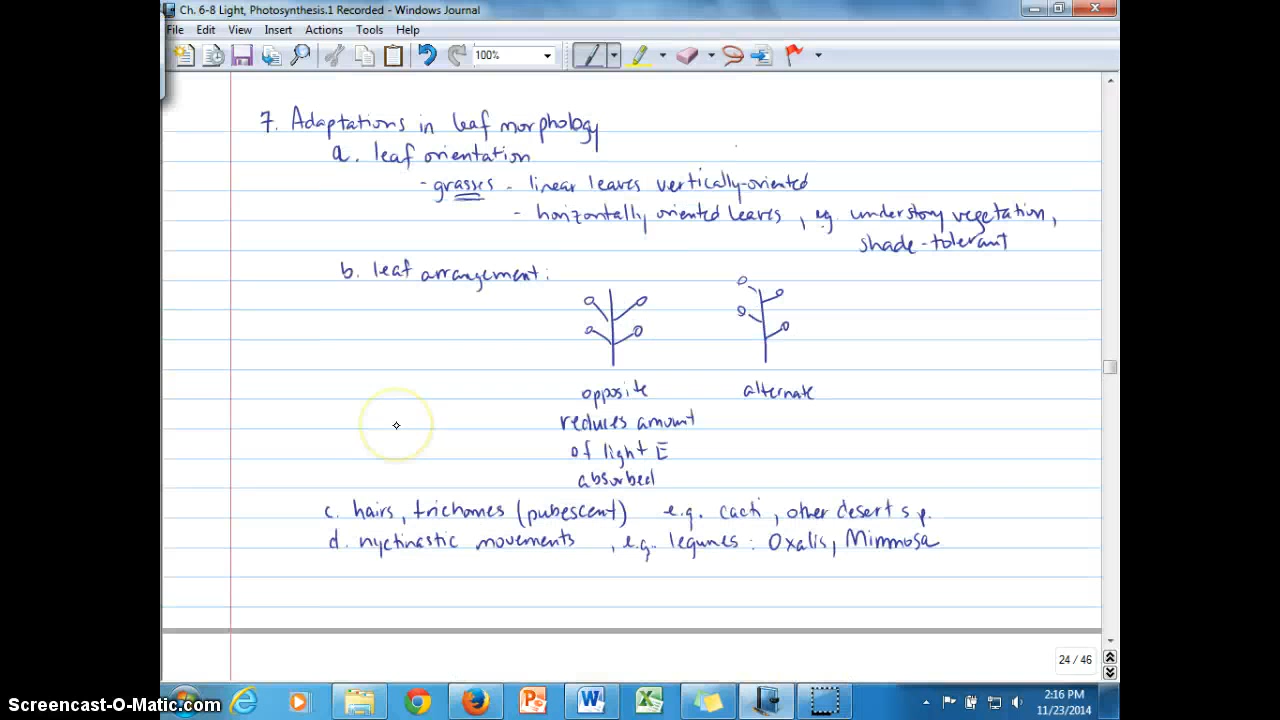 Ch. 6-8 Light, Photosynthesis.1 Recorded - Windows Journal
File Edit View Insert Actions Tools Help
100%
7. Adaptations in leaf morphology
a. leaf orientation
- grasses - linear leaves vertically-oriented
- horizontally oriented leaves, e.g. understory vegetation,
shade-tolerant
b. leaf arrangement:
opposite alternate
reduces amount
of light E
absorbed
c. hairs, trichomes (pubescent) e.g. cacti, other desert sp.
d. nyctinastic movements, e.g. legumes: Oxalis, Mimmosa
24 / 46
2:16 PM
11/23/2014
Screencast-O-Matic.com